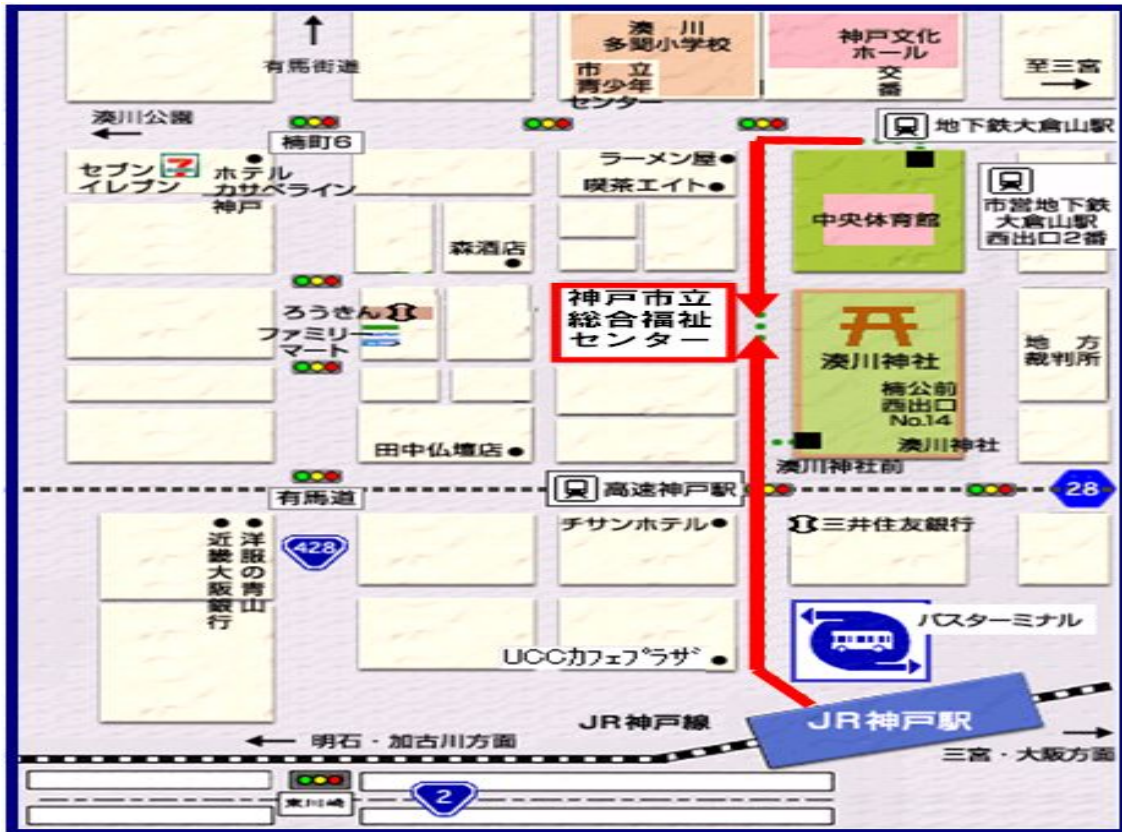 湊川
多聞小学校
市立
青少年
センター
神戸文化
ホール
交番
至三宮
有馬街道
湊川公園
楠町6
地下鉄大倉山駅
セブン
イレブン
7
ホテル
カサベライン
神戸
ラーメン屋
喫茶エイト
市営地下鉄
大倉山駅
西出口2番
中央体育館
森酒店
神戸市立
総合福祉
センター
ろうきん
ファミリー
マート
湊川神社
楠公前
西出口
No.14
湊川神社
地方
裁判所
田中仏壇店
湊川神社前
有馬道
高速神戸駅
28
チサンホテル
三井住友銀行
428
洋服の青山
近畿大阪銀行
バスターミナル
UCCカフェプラザ
JR神戸線
JR神戸駅
明石・加古川方面
三宮・大阪方面
東川崎
2